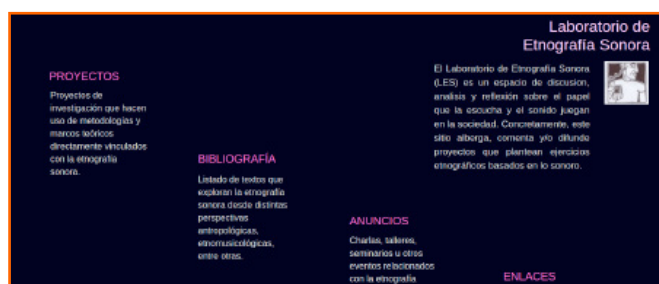 Laboratorio de
Etnografía Sonora
El Laboratorio de Etnografía Sonora
(LES) es un espacio de discusion,
analisis y reflexión sobre el papel
que la escucha y el sonido juegan
en la sociedad. Concretamente, este
sitio alberga, comenta y/o difunde
proyectos que plantean ejercicios
etnográficos basados en lo sonoro.
PROYECTOS
Proyectos de
investigación que hacen
uso de metodologías y
marcos teóricos
directamente vinculados
con la etnografía
sonora.
BIBLIOGRAFÍA
Listado de textos que
exploran la etnografía
sonora desde distintas
perspectivas
antropológicas,
etnomusicológicas,
entre otras.
ANUNCIOS
Charlas, talleres,
seminarios u otros
eventos relacionados
con la etnografía
ENLACES